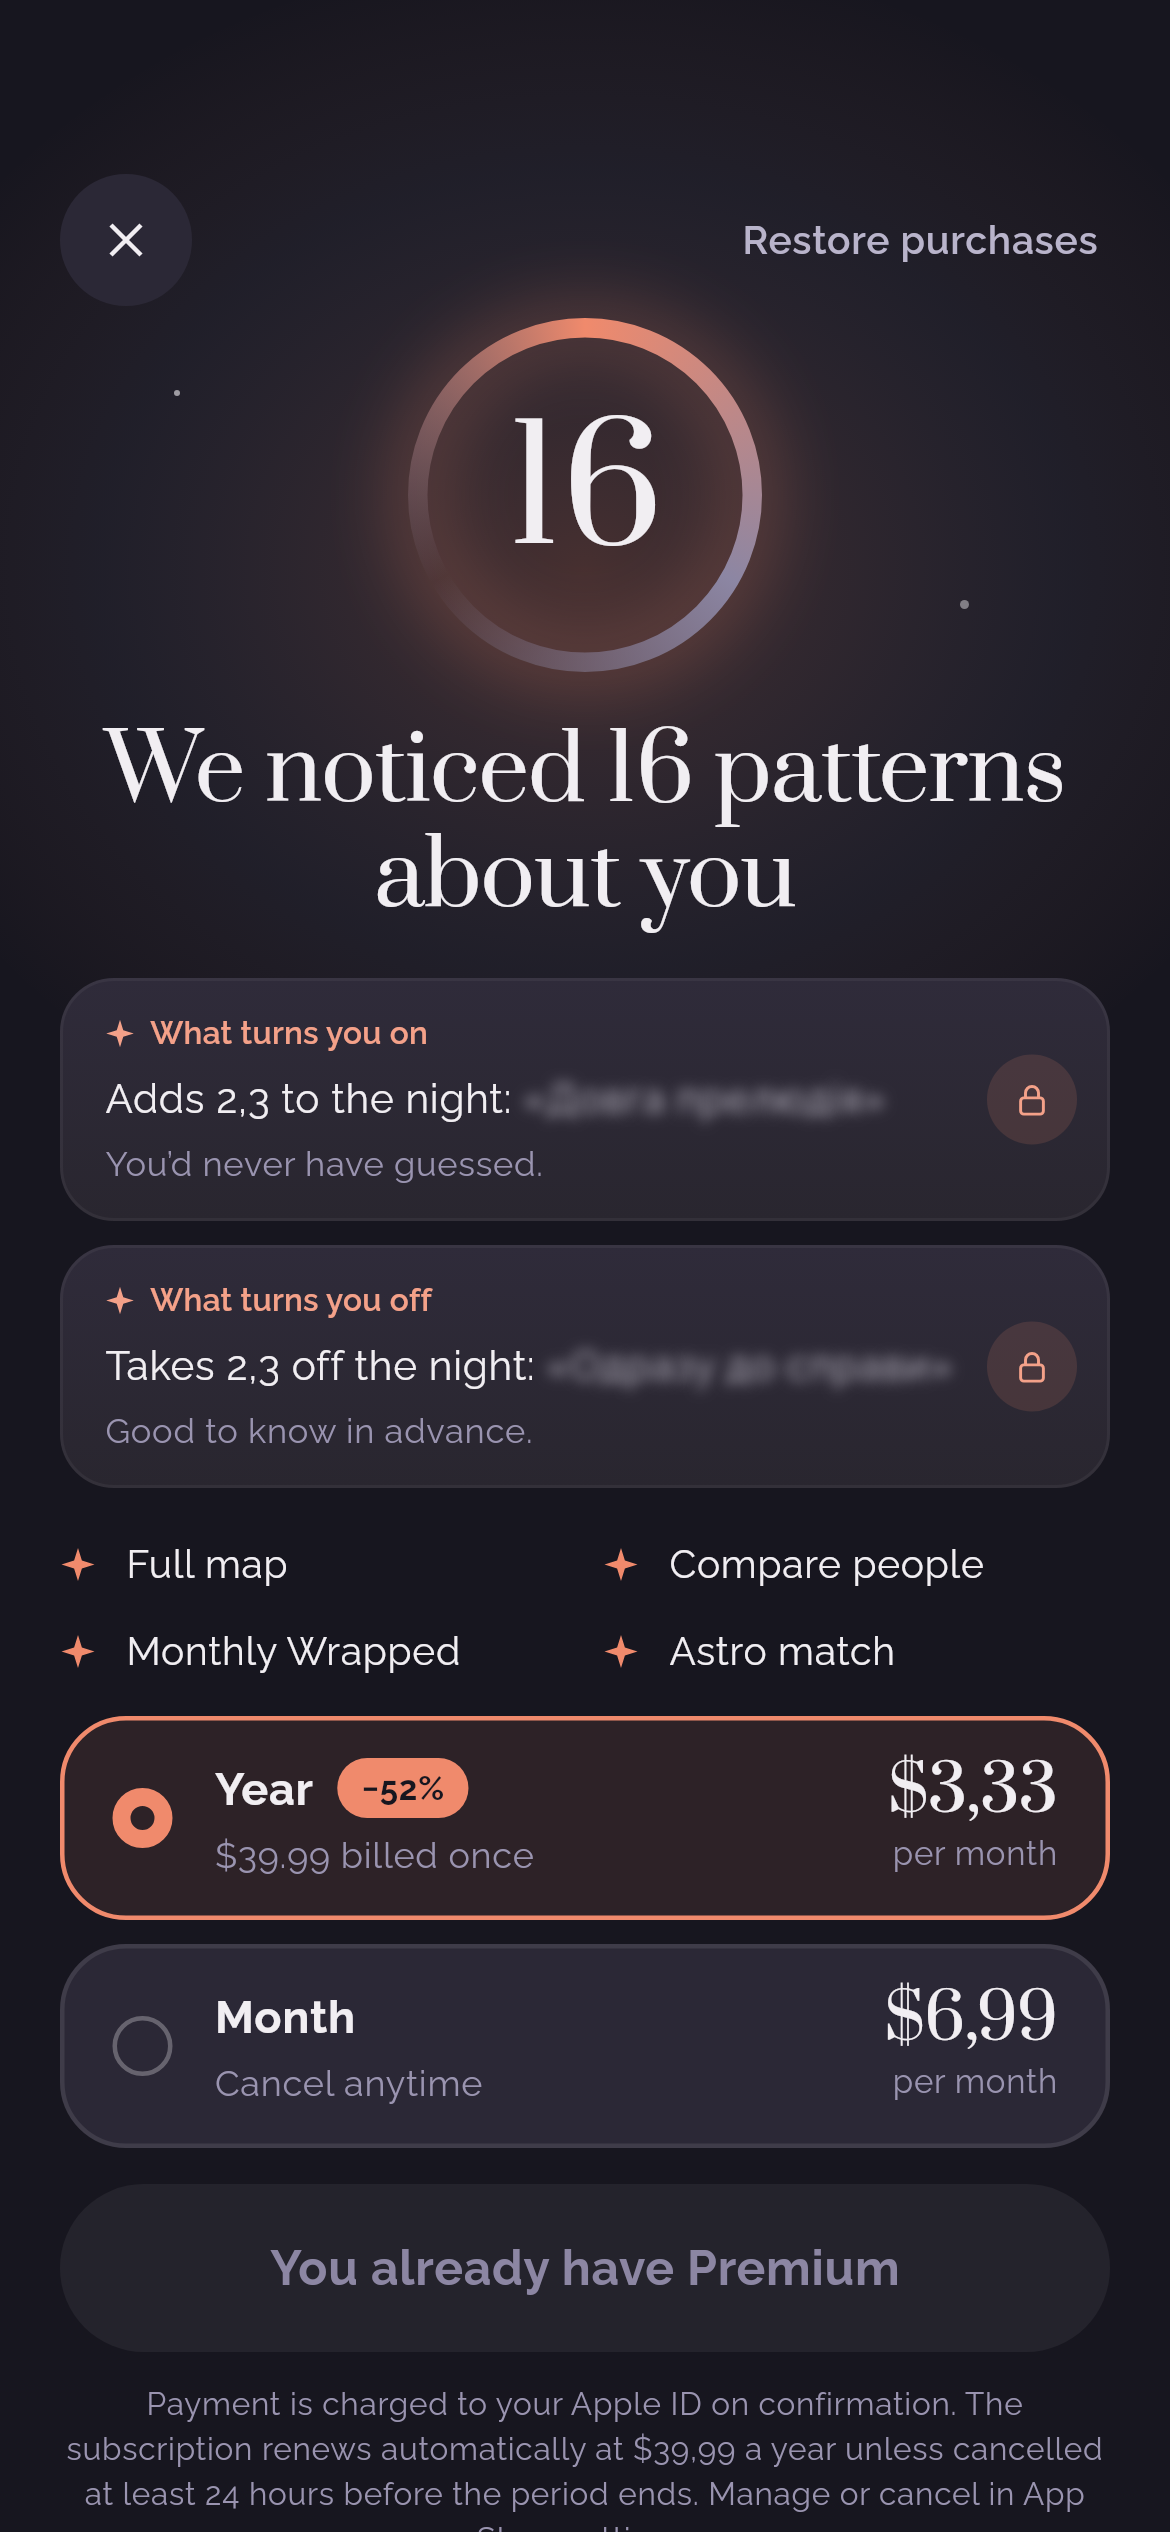 Restore purchases
16
We noticed 16 patterns
about you
What turns you on
Adds 2,3 to the night:
You'd never have guessed.
What turns you off
Takes 2,3 off the night:
Good to know in advance.
Full map
Compare people
Monthly Wrapped
Astro match
Year
−52%
$3,33
$39.99 billed once
per month
Month
$6,99
Cancel anytime
per month
You already have Premium
Payment is charged to your Apple ID on confirmation. The
subscription renews automatically at $39,99 a year unless cancelled
at least 24 hours before the period ends. Manage or cancel in App